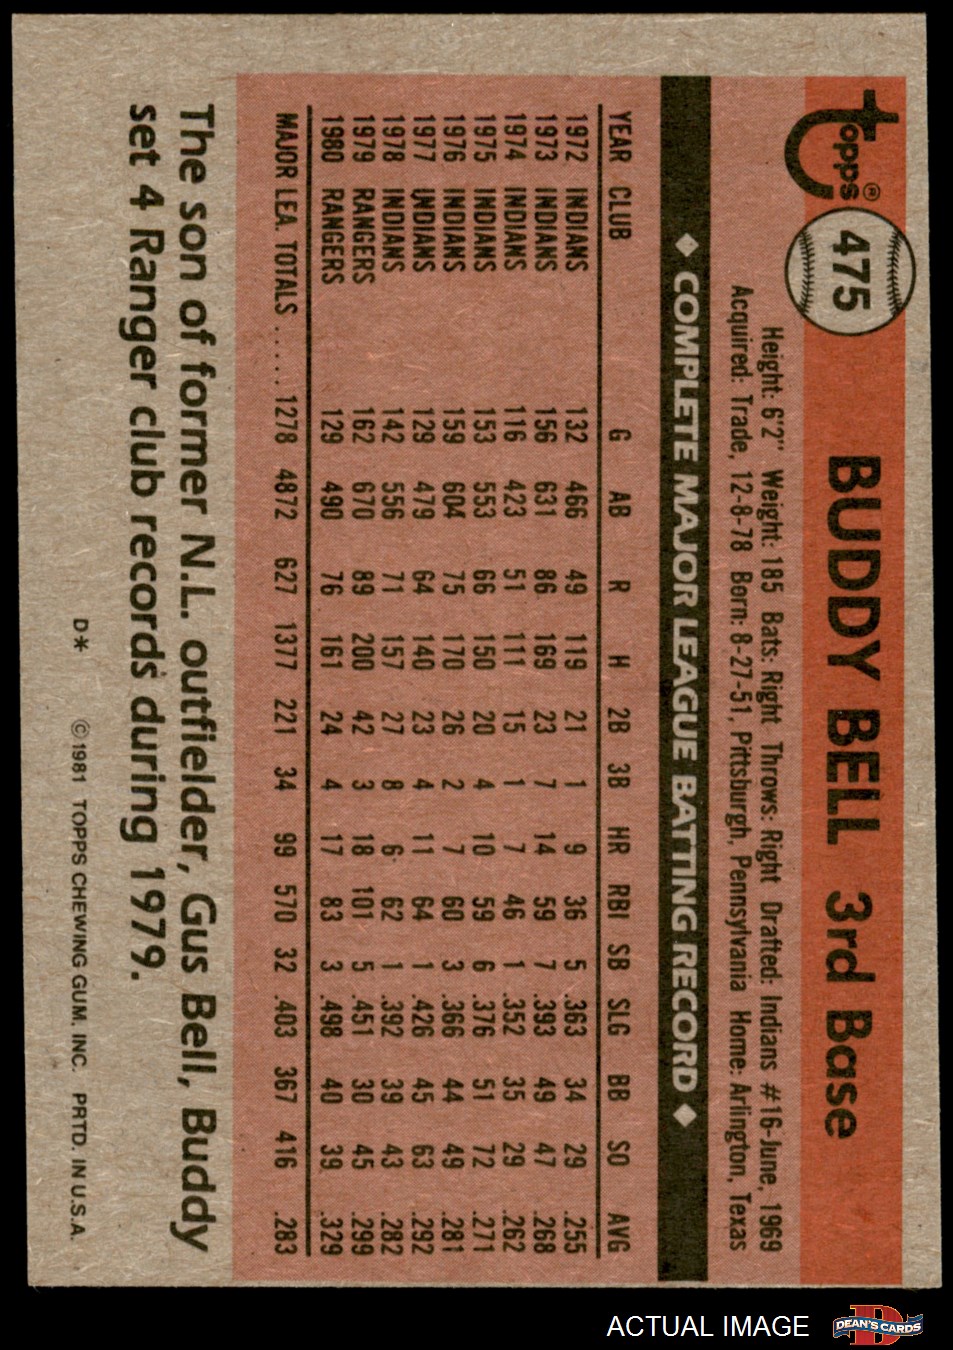 topps®
475 BUDDY BELL 3rd Base
Height: 6'2" Weight: 185 Bats: Right Throws: Right Drafted: Indians #16-June, 1969
Acquired: Trade, 12-8-78 Born: 8-27-51, Pittsburgh, Pennsylvania Home: Arlington, Texas
◆ COMPLETE MAJOR LEAGUE BATTING RECORD ◆
YEAR CLUB G AB R H 2B 3B HR RBI SB SLG BB SO AVG
1972 INDIANS 132 466 49 119 21 1 9 36 5 .363 34 29 .255
1973 INDIANS 156 631 86 169 23 7 14 59 7 .393 49 47 .268
1974 INDIANS 116 423 51 111 15 1 7 46 1 .352 35 29 .262
1975 INDIANS 153 553 66 150 20 4 10 59 6 .376 51 72 .271
1976 INDIANS 159 604 75 170 26 2 7 60 3 .366 44 49 .281
1977 INDIANS 129 479 64 140 23 4 11 64 1 .426 45 63 .292
1978 INDIANS 142 556 71 157 27 8 6 62 1 .392 39 43 .282
1979 RANGERS 162 670 89 200 42 3 18 101 5 .451 30 45 .299
1980 RANGERS 129 490 76 161 24 4 17 83 3 .498 40 39 .329
MAJOR LEA. TOTALS ..... 1278 4872 627 1377 221 34 99 570 32 .403 367 416 .283
The son of former N.L. outfielder, Gus Bell, Buddy
set 4 Ranger club records during 1979.
D* ©1981 TOPPS CHEWING GUM. INC. PRTD. IN U.S.A.
ACTUAL IMAGE
D
DEAN'S CARDS